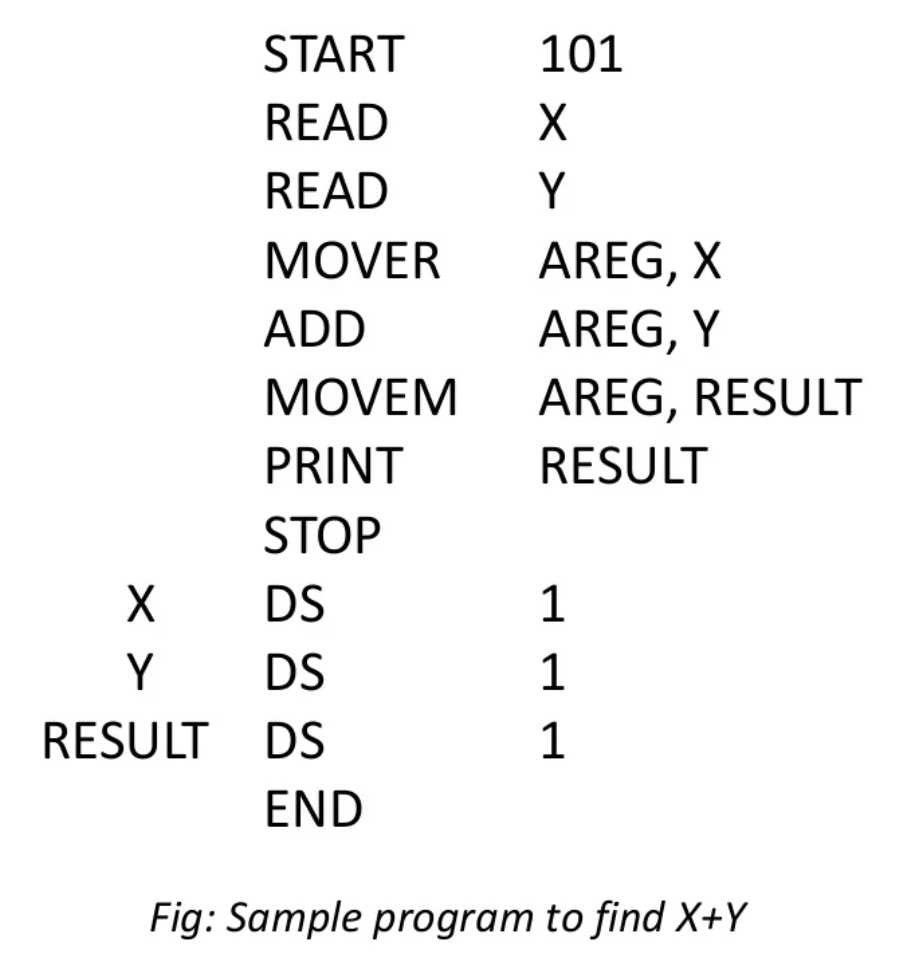 START 101
READ X
READ Y
MOVER AREG, X
ADD AREG, Y
MOVEM AREG, RESULT
PRINT RESULT
STOP
X DS 1
Y DS 1
RESULT DS 1
END
Fig: Sample program to find X+Y